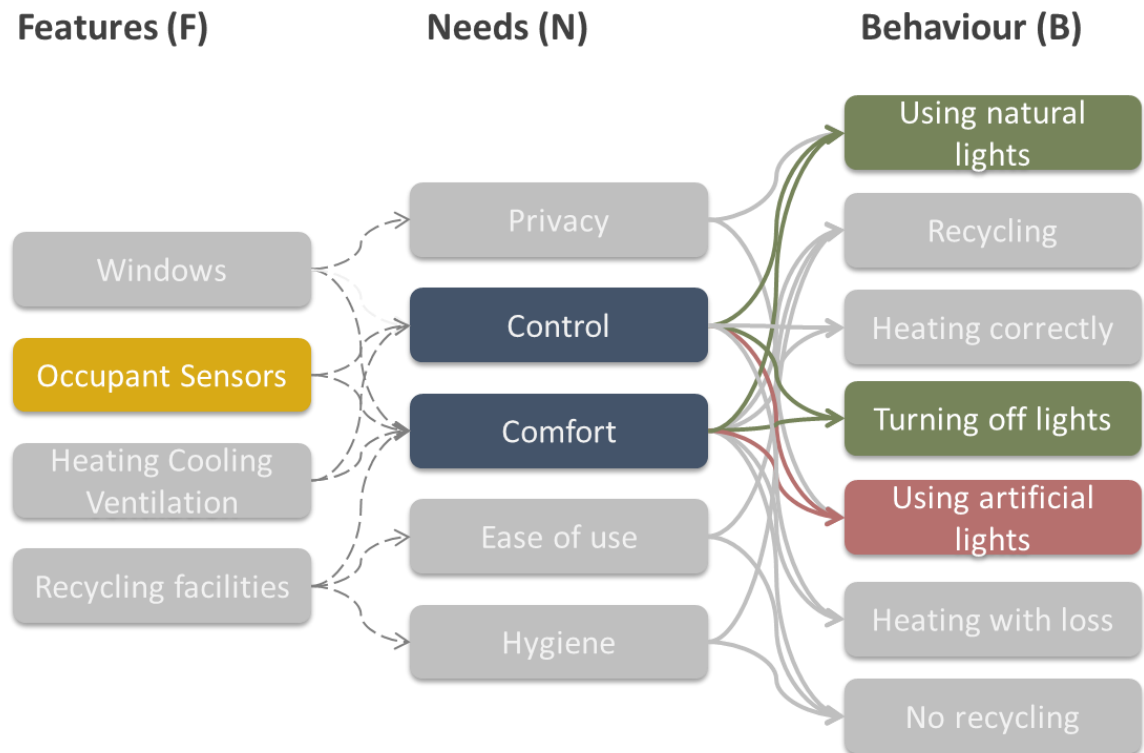 Features (F)
Needs (N)
Behaviour (B)
Windows
Occupant Sensors
Heating Cooling
Ventilation
Recycling facilities
Privacy
Control
Comfort
Ease of use
Hygiene
Using natural
lights
Recycling
Heating correctly
Turning off lights
Using artificial
lights
Heating with loss
No recycling